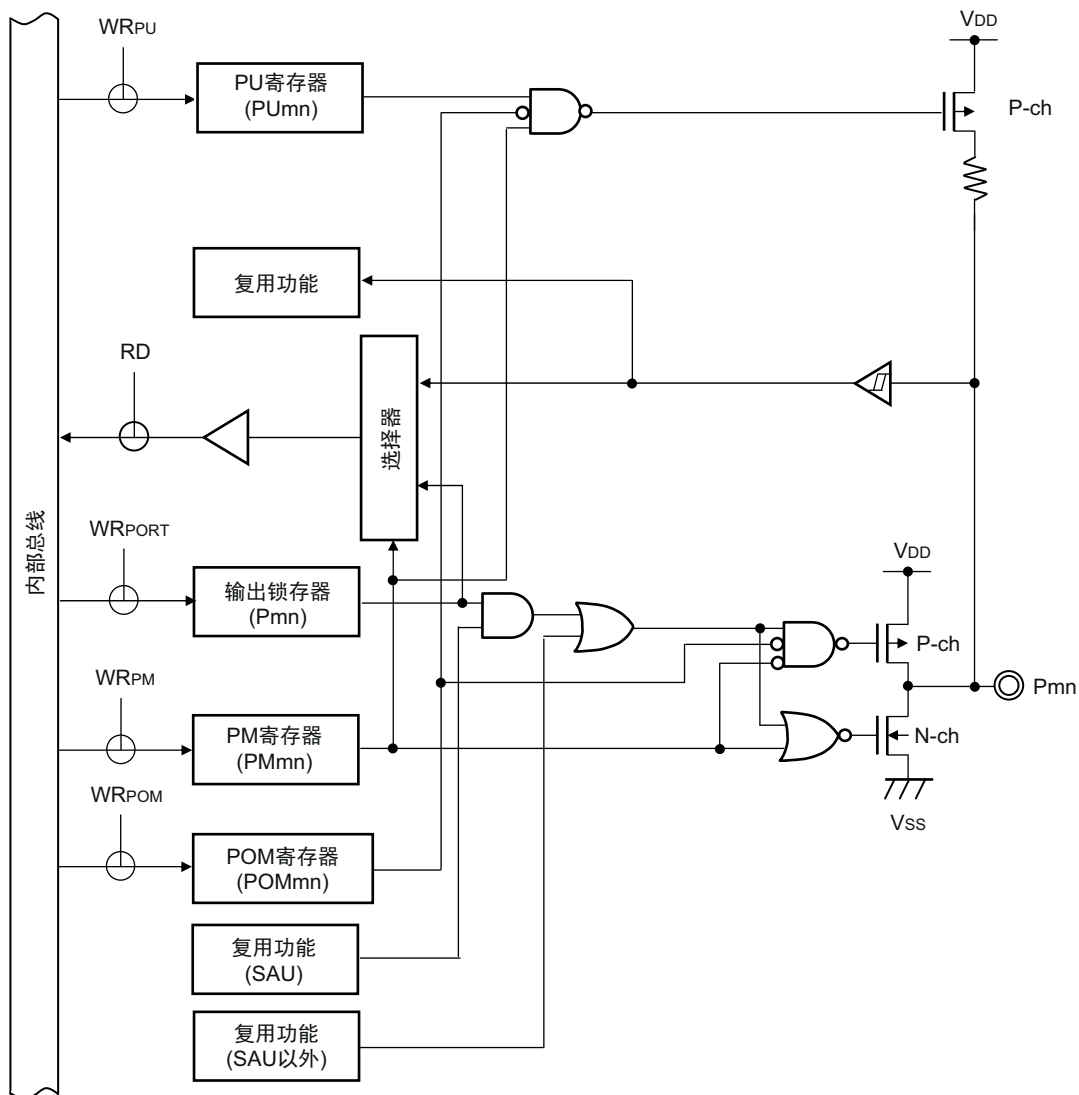 WRPU
PU寄存器
(PUmn)
VDD
P-ch
复用功能
RD
选择器
内部总线
WRPORT
输出锁存器
(Pmn)
VDD
P-ch
Pmn
WRPM
PM寄存器
(PMmn)
N-ch
WRPOM
VSS
POM寄存器
(POMmn)
复用功能
(SAU)
复用功能
(SAU以外)